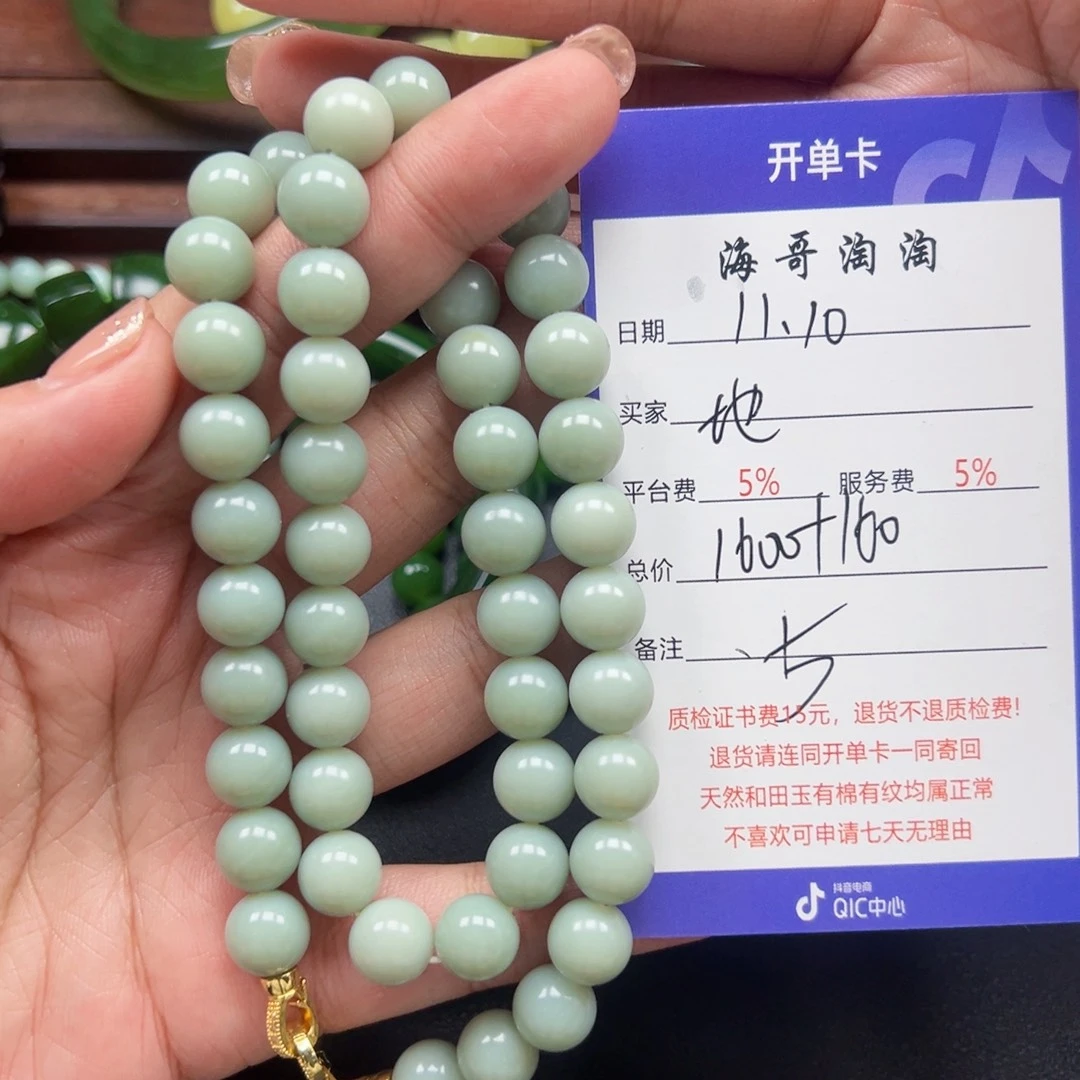 开单卡
海哥淘淘
日期 11.10
买家
平台费 5% 服务费 5%
总价 1600+160
备注
质检证书费15元，退货不退质检费！
退货请连同开单卡一同寄回
天然和田玉有棉有纹均属正常
不喜欢可申请七天无理由
抖音电商
QIC中心